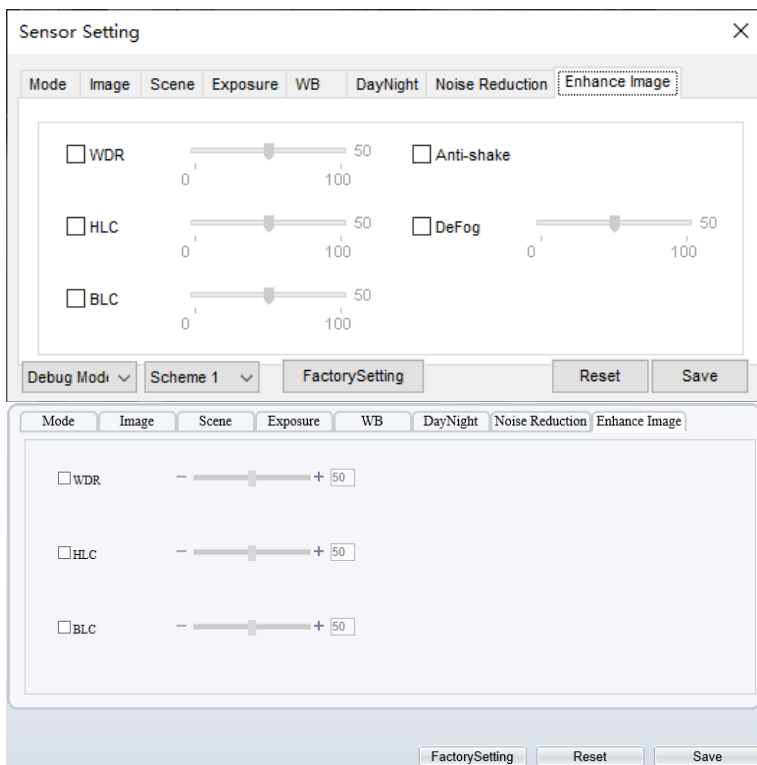 Sensor Setting
Mode Image Scene Exposure WB DayNight Noise Reduction Enhance Image
WDR 50 Anti-shake
0 100
HLC 50 DeFog 50
0 100 0 100
BLC 50
0 100
Debug Mode Scheme 1 FactorySetting Reset Save
Mode Image Scene Exposure WB DayNight Noise Reduction Enhance Image
WDR − + 50
HLC − + 50
BLC − + 50
FactorySetting Reset Save